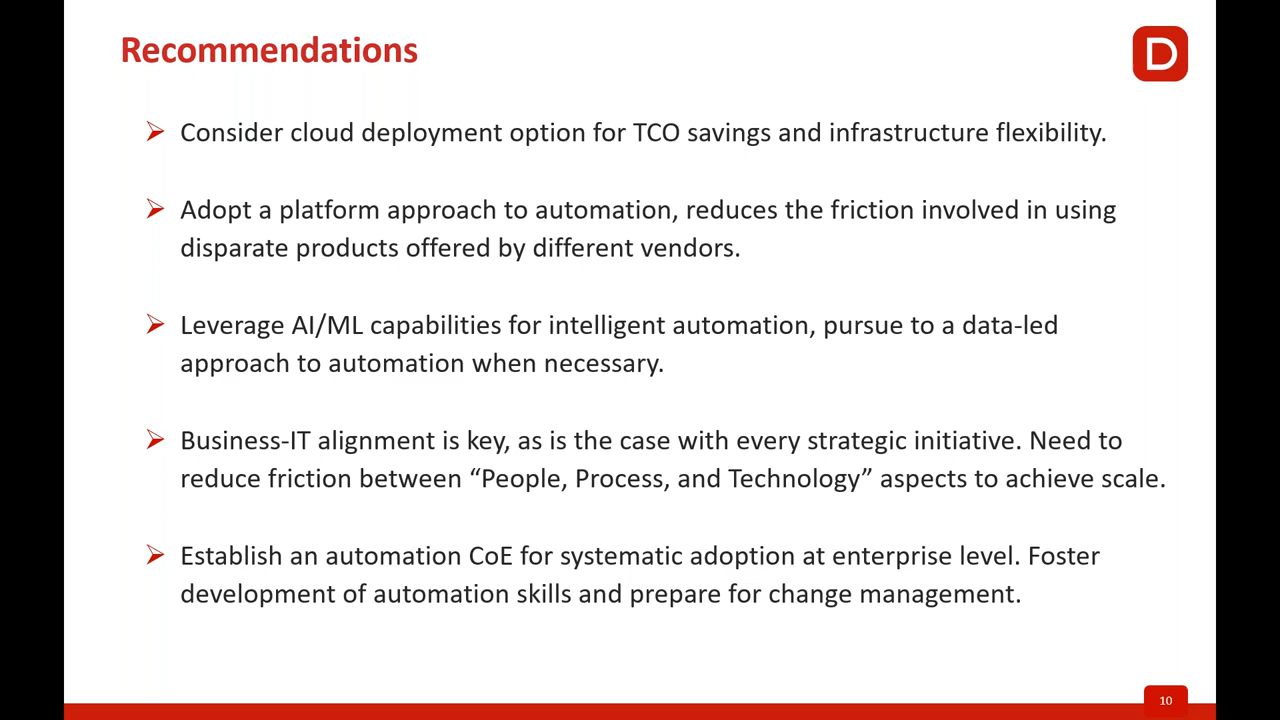 Recommendations
D
Consider cloud deployment option for TCO savings and infrastructure flexibility.
Adopt a platform approach to automation, reduces the friction involved in using
disparate products offered by different vendors.
Leverage AI/ML capabilities for intelligent automation, pursue to a data-led
approach to automation when necessary.
Business-IT alignment is key, as is the case with every strategic initiative. Need to
reduce friction between “People, Process, and Technology” aspects to achieve scale.
Establish an automation CoE for systematic adoption at enterprise level. Foster
development of automation skills and prepare for change management.
10